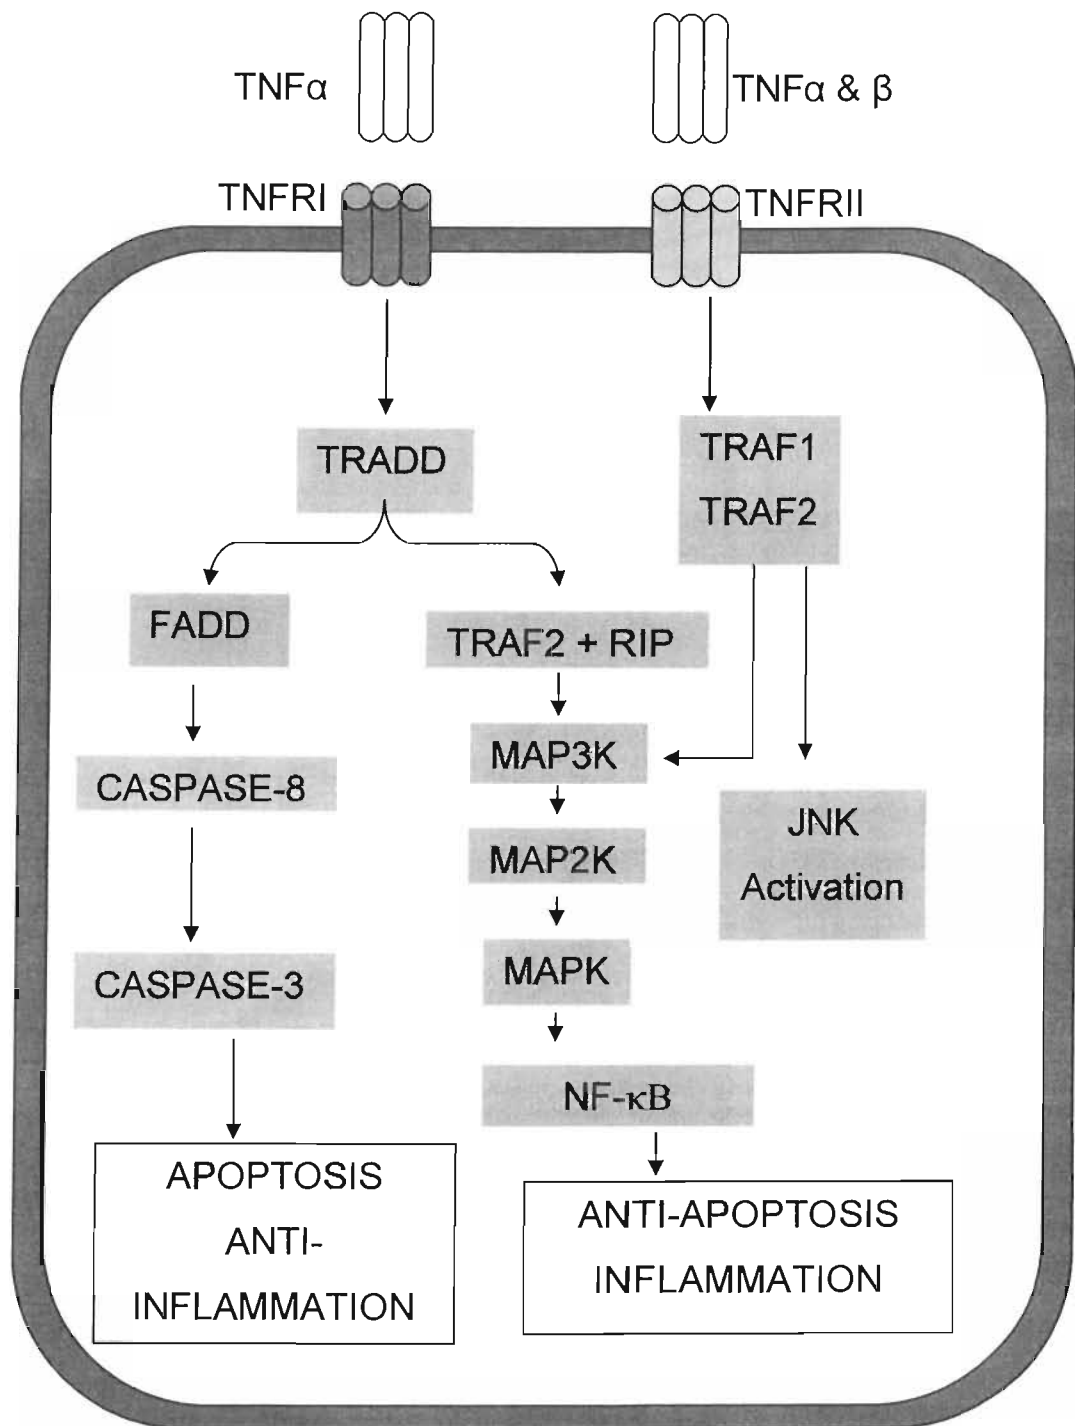 TNFα
TNFα & β
TNFRI
TNFRII
TRADD
TRAF1
TRAF2
FADD
TRAF2 + RIP
MAP3K
CASPASE-8
JNK
Activation
MAP2K
CASPASE-3
MAPK
NF-κB
APOPTOSIS
ANTI-
INFLAMMATION
ANTI-APOPTOSIS
INFLAMMATION